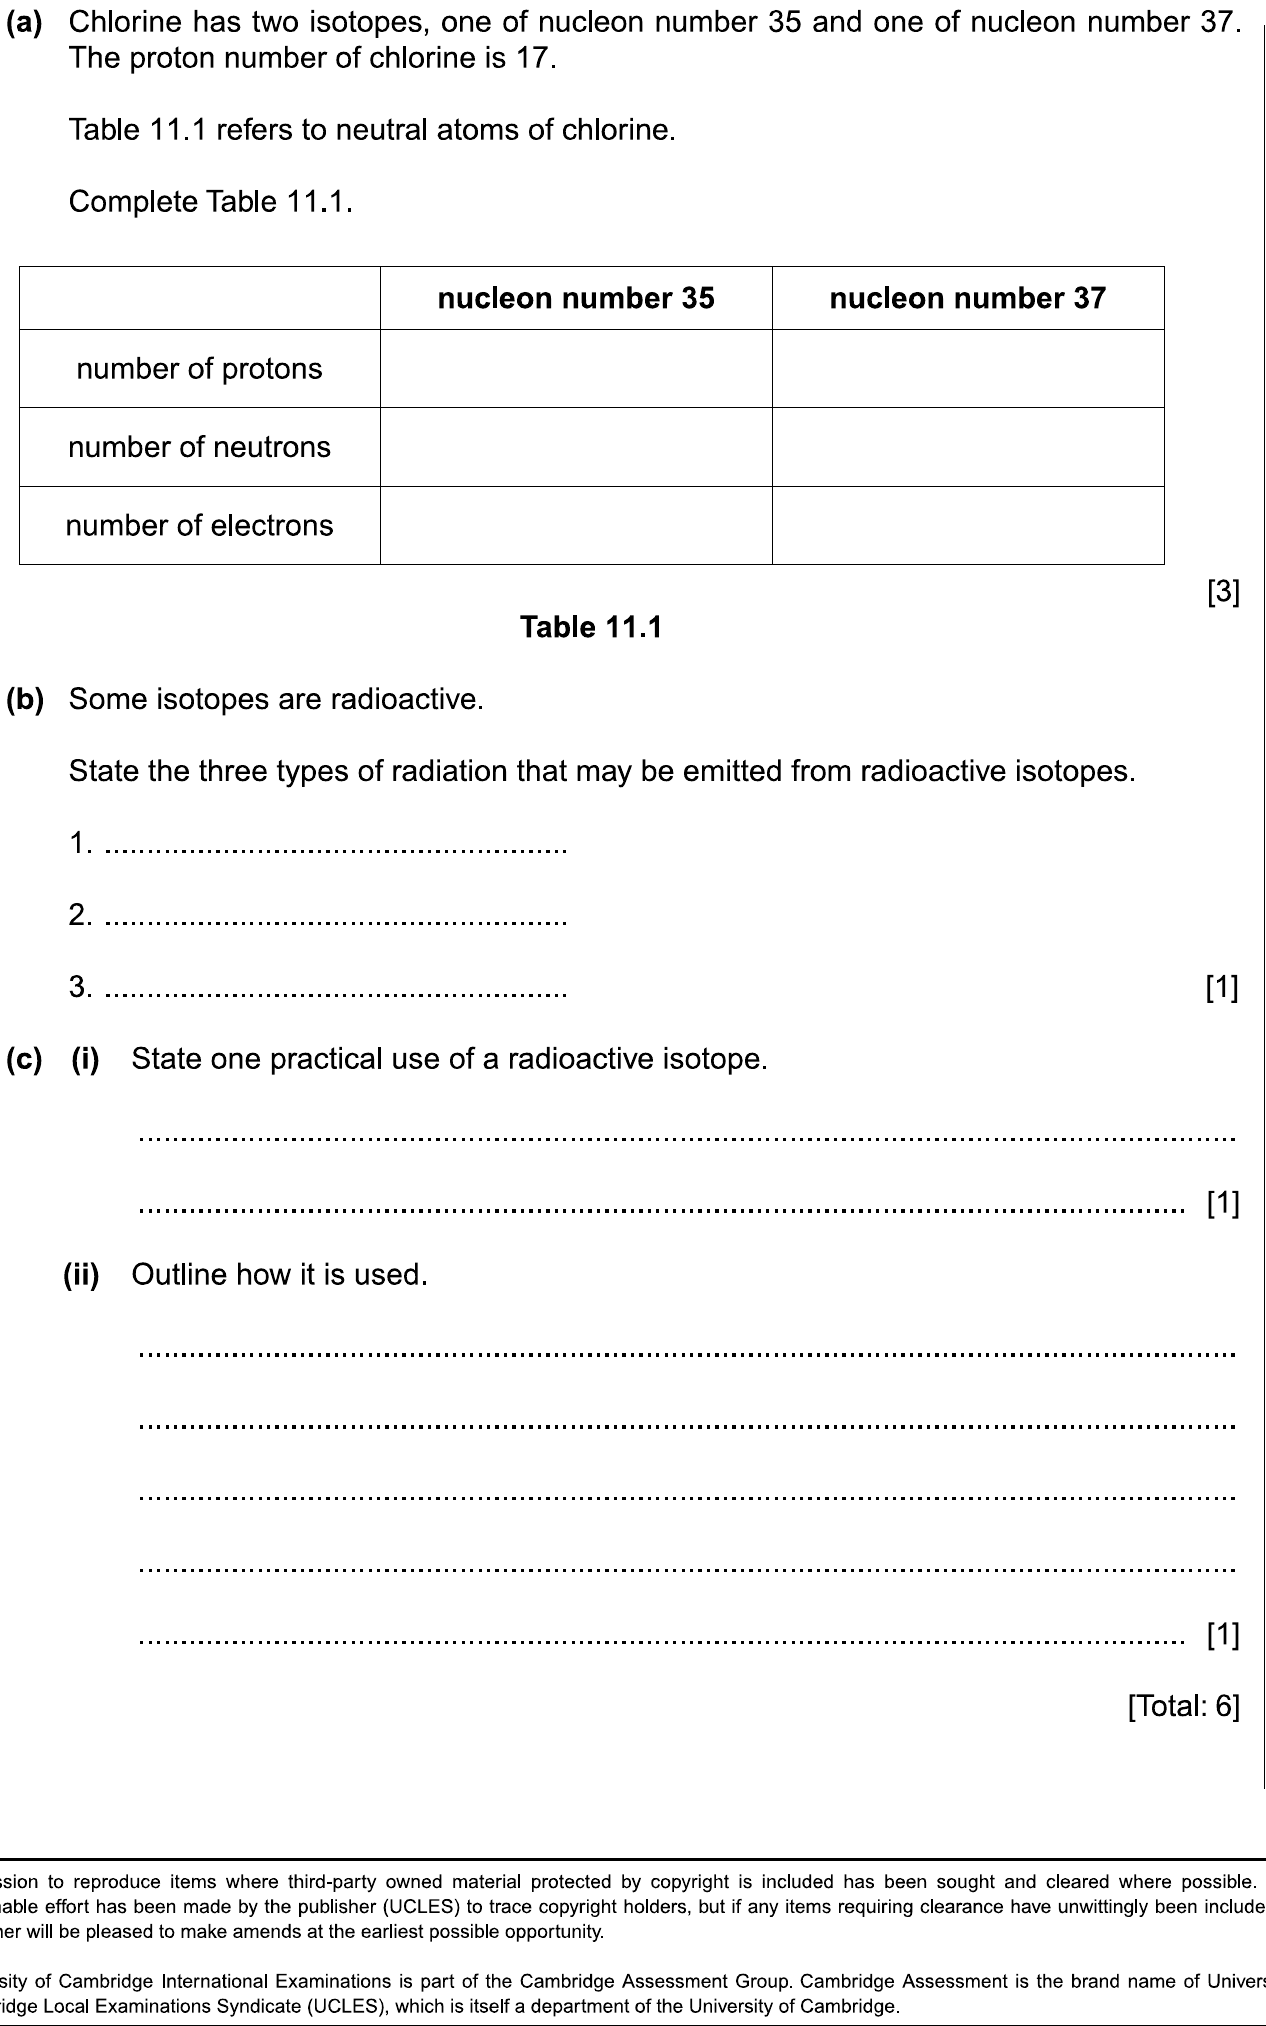 (a) Chlorine has two isotopes, one of nucleon number 35 and one of nucleon number 37.
The proton number of chlorine is 17.
Table 11.1 refers to neutral atoms of chlorine.
Complete Table 11.1.
nucleon number 35 nucleon number 37
number of protons
number of neutrons
number of electrons
[3]
Table 11.1
(b) Some isotopes are radioactive.
State the three types of radiation that may be emitted from radioactive isotopes.
1. ........................................................
2. ........................................................
3. ........................................................ [1]
(c) (i) State one practical use of a radioactive isotope.
..........................................................................................................................
.................................................................................................................... [1]
(ii) Outline how it is used.
..........................................................................................................................
..........................................................................................................................
..........................................................................................................................
..........................................................................................................................
.................................................................................................................... [1]
[Total: 6]
ssion to reproduce items where third-party owned material protected by copyright is included has been sought and cleared where possible.
nable effort has been made by the publisher (UCLES) to trace copyright holders, but if any items requiring clearance have unwittingly been include
her will be pleased to make amends at the earliest possible opportunity.
sity of Cambridge International Examinations is part of the Cambridge Assessment Group. Cambridge Assessment is the brand name of Univers
ridge Local Examinations Syndicate (UCLES), which is itself a department of the University of Cambridge.